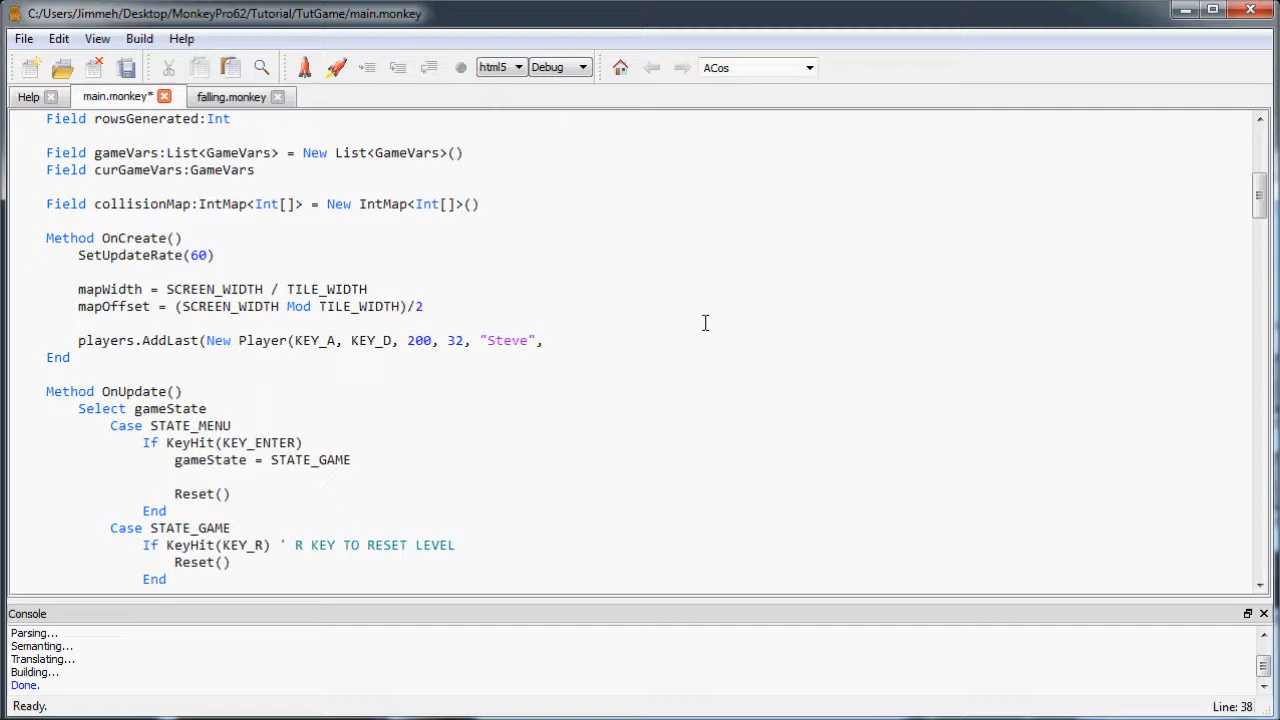 C:/Users/Jimmeh/Desktop/MonkeyPro62/Tutorial/TutGame/main.monkey
File Edit View Build Help
html5 Debug ACos
Help main.monkey* falling.monkey
Field rowsGenerated:Int
Field gameVars:List<GameVars> = New List<GameVars>()
Field curGameVars:GameVars
Field collisionMap:IntMap<Int[]> = New IntMap<Int[]>()
Method OnCreate()
SetUpdateRate(60)
mapWidth = SCREEN_WIDTH / TILE_WIDTH
mapOffset = (SCREEN_WIDTH Mod TILE_WIDTH)/2
players.AddLast(New Player(KEY_A, KEY_D, 200, 32, "Steve",
End
Method OnUpdate()
Select gameState
Case STATE_MENU
If KeyHit(KEY_ENTER)
gameState = STATE_GAME
Reset()
End
Case STATE_GAME
If KeyHit(KEY_R) ' R KEY TO RESET LEVEL
Reset()
End
Console
Parsing...
Semanting...
Translating...
Building...
Done.
Ready. Line: 38